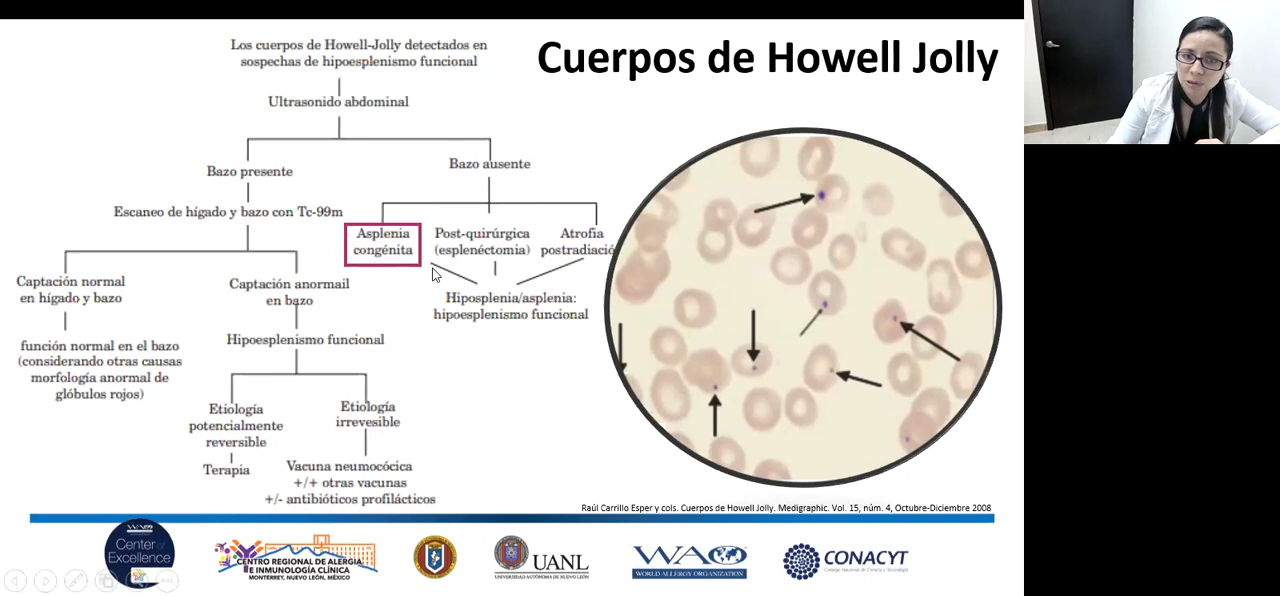 Cuerpos de Howell Jolly
Los cuerpos de Howell-Jolly detectados en
sospechas de hipoesplenismo funcional
Ultrasonido abdominal
Bazo presente
Bazo ausente
Escaneo de hígado y bazo con Tc-99m
Asplenia
congénita
Post-quirúrgica
(esplenéctomia)
Atrofia
postradiació
Captación normal
en hígado y bazo
Captación anormail
en bazo
Hiposplenia/asplenia:
hipoesplenismo funcional
función normal en el bazo
(considerando otras causas
morfología anormal de
glóbulos rojos)
Hipoesplenismo funcional
Etiología
potencialmente
reversible
Etiología
irrevesible
Terapia
Vacuna neumocócica
+/+ otras vacunas
+/- antibióticos profilácticos
Raúl Carrillo Esper y cols. Cuerpos de Howell Jolly. Medigraphic. Vol. 15, núm. 4, Octubre-Diciembre 2008
WAO
Center of
Excellence
CENTRO REGIONAL DE ALERGIA
E INMUNOLOGÍA CLÍNICA
MONTERREY, NUEVO LEÓN, MÉXICO
UANL
UNIVERSIDAD AUTÓNOMA DE NUEVO LEÓN
WAO
WORLD ALLERGY ORGANIZATION
CONACYT
Consejo Nacional de Ciencia y Tecnología